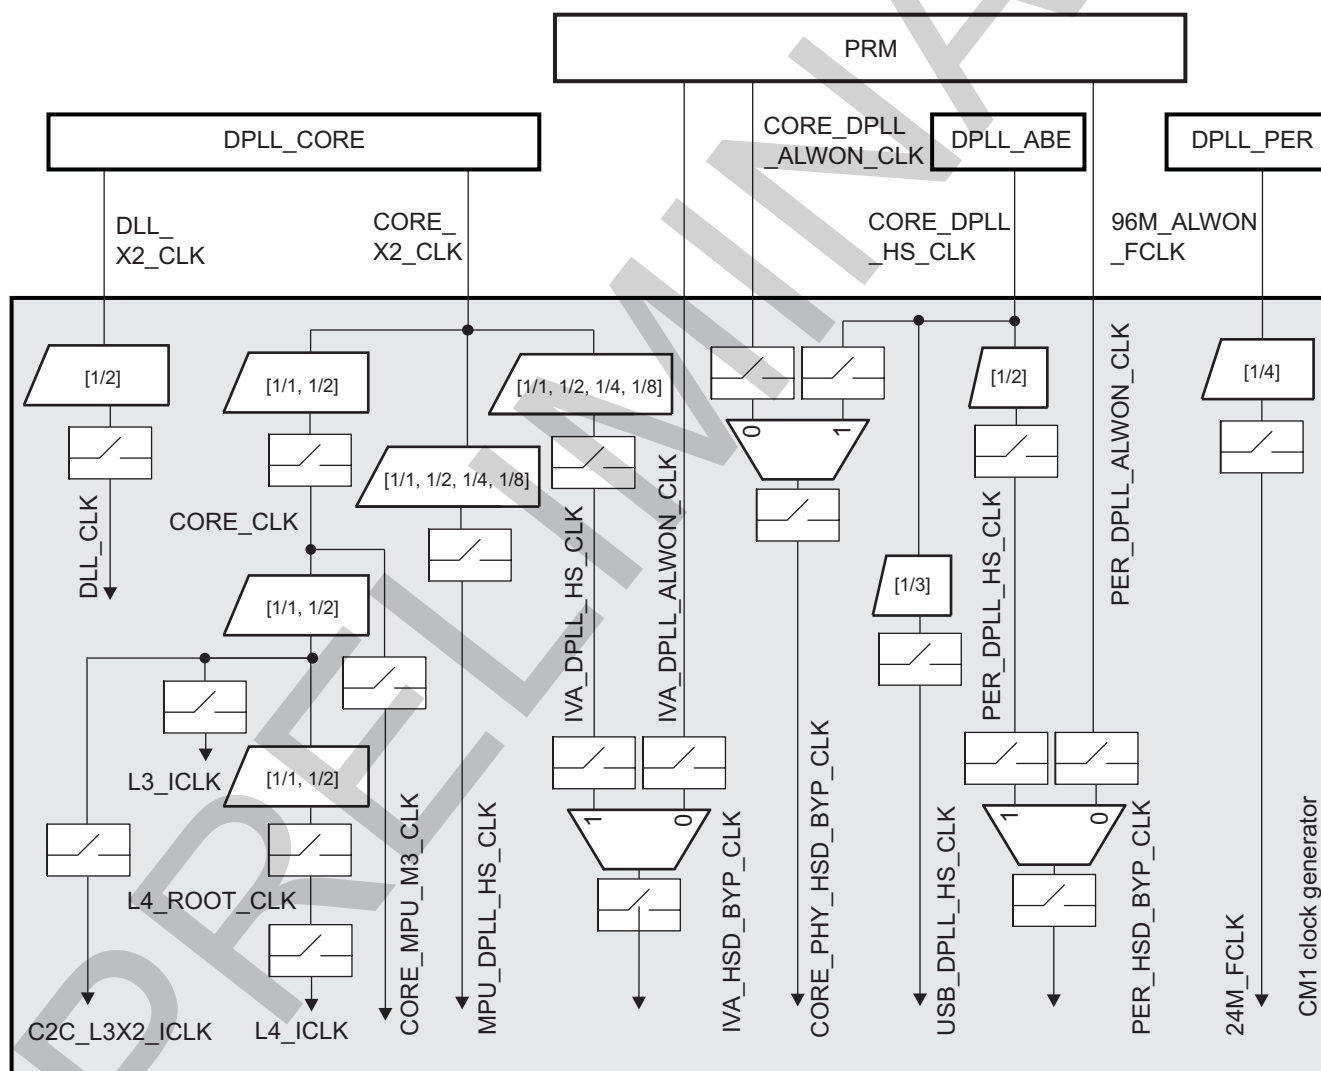 PRM
DPLL_CORE
CORE_DPLL
_ALWON_CLK
DPLL_ABE
DPLL_PER
DLL_
X2_CLK
CORE_
X2_CLK
CORE_DPLL
_HS_CLK
96M_ALWON
_FCLK
[1/2]
[1/1, 1/2]
[1/1, 1/2, 1/4, 1/8]
[1/2]
[1/4]
PER_DPLL_ALWON_CLK
0
1
[1/1, 1/2, 1/4, 1/8]
DLL_CLK
CORE_CLK
IVA_DPLL_HS_CLK
IVA_DPLL_ALWON_CLK
[1/1, 1/2]
[1/3]
PER_DPLL_HS_CLK
L3_ICLK
[1/1, 1/2]
1
0
1
0
L4_ROOT_CLK
CORE_MPU_M3_CLK
MPU_DPLL_HS_CLK
IVA_HSD_BYP_CLK
CORE_PHY_HSD_BYP_CLK
USB_DPLL_HS_CLK
PER_HSD_BYP_CLK
24M_FCLK
CM1 clock generator
C2C_L3X2_ICLK
L4_ICLK